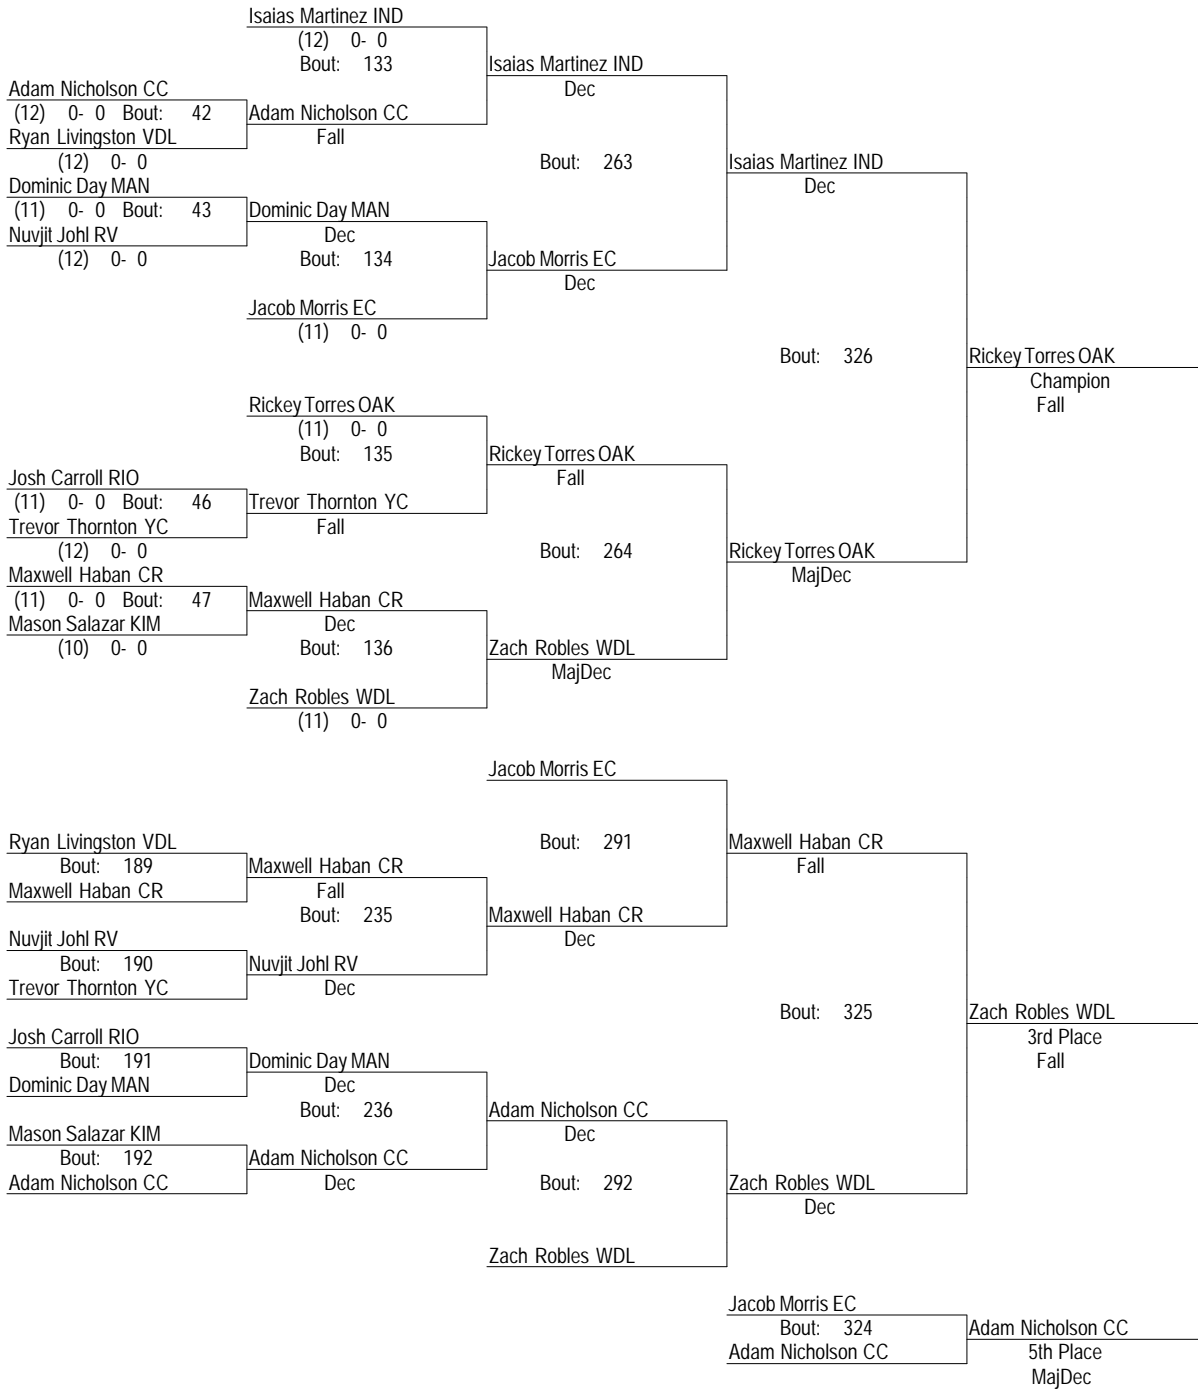 Isaias Martinez IND
(12) 0- 0
Bout: 133
Isaias Martinez IND
Dec
Adam Nicholson CC
(12) 0- 0 Bout: 42
Adam Nicholson CC
Ryan Livingston VDL
Fall
(12) 0- 0
Bout: 263
Isaias Martinez IND
Dominic Day MAN
Dec
(11) 0- 0 Bout: 43
Dominic Day MAN
Nuvjit Johl RV
Dec
(12) 0- 0
Bout: 134
Jacob Morris EC
Dec
Jacob Morris EC
(11) 0- 0
Bout: 326
Rickey Torres OAK
Champion
Fall
Rickey Torres OAK
(11) 0- 0
Bout: 135
Rickey Torres OAK
Fall
Josh Carroll RIO
(11) 0- 0 Bout: 46
Trevor Thornton YC
Trevor Thornton YC
Fall
(12) 0- 0
Bout: 264
Rickey Torres OAK
MajDec
Maxwell Haban CR
(11) 0- 0 Bout: 47
Maxwell Haban CR
Mason Salazar KIM
Dec
(10) 0- 0
Bout: 136
Zach Robles WDL
MajDec
Zach Robles WDL
(11) 0- 0
Jacob Morris EC
Ryan Livingston VDL
Bout: 291
Maxwell Haban CR
Bout: 189
Maxwell Haban CR
Fall
Maxwell Haban CR
Fall
Bout: 235
Maxwell Haban CR
Dec
Nuvjit Johl RV
Bout: 190
Nuvjit Johl RV
Trevor Thornton YC
Dec
Bout: 325
Zach Robles WDL
3rd Place
Fall
Josh Carroll RIO
Bout: 191
Dominic Day MAN
Dominic Day MAN
Dec
Bout: 236
Adam Nicholson CC
Dec
Mason Salazar KIM
Bout: 192
Adam Nicholson CC
Adam Nicholson CC
Dec
Bout: 292
Zach Robles WDL
Dec
Zach Robles WDL
Jacob Morris EC
Bout: 324
Adam Nicholson CC
Adam Nicholson CC
5th Place
MajDec